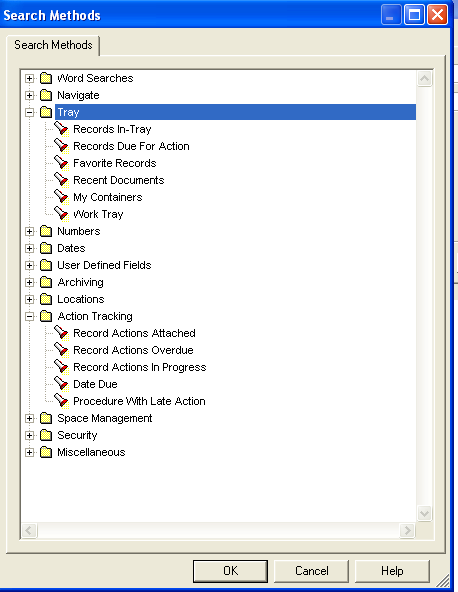 Search Methods
Search Methods
Word Searches
Navigate
Tray
Records In-Tray
Records Due For Action
Favorite Records
Recent Documents
My Containers
Work Tray
Numbers
Dates
User Defined Fields
Archiving
Locations
Action Tracking
Record Actions Attached
Record Actions Overdue
Record Actions In Progress
Date Due
Procedure With Late Action
Space Management
Security
Miscellaneous
OK Cancel Help